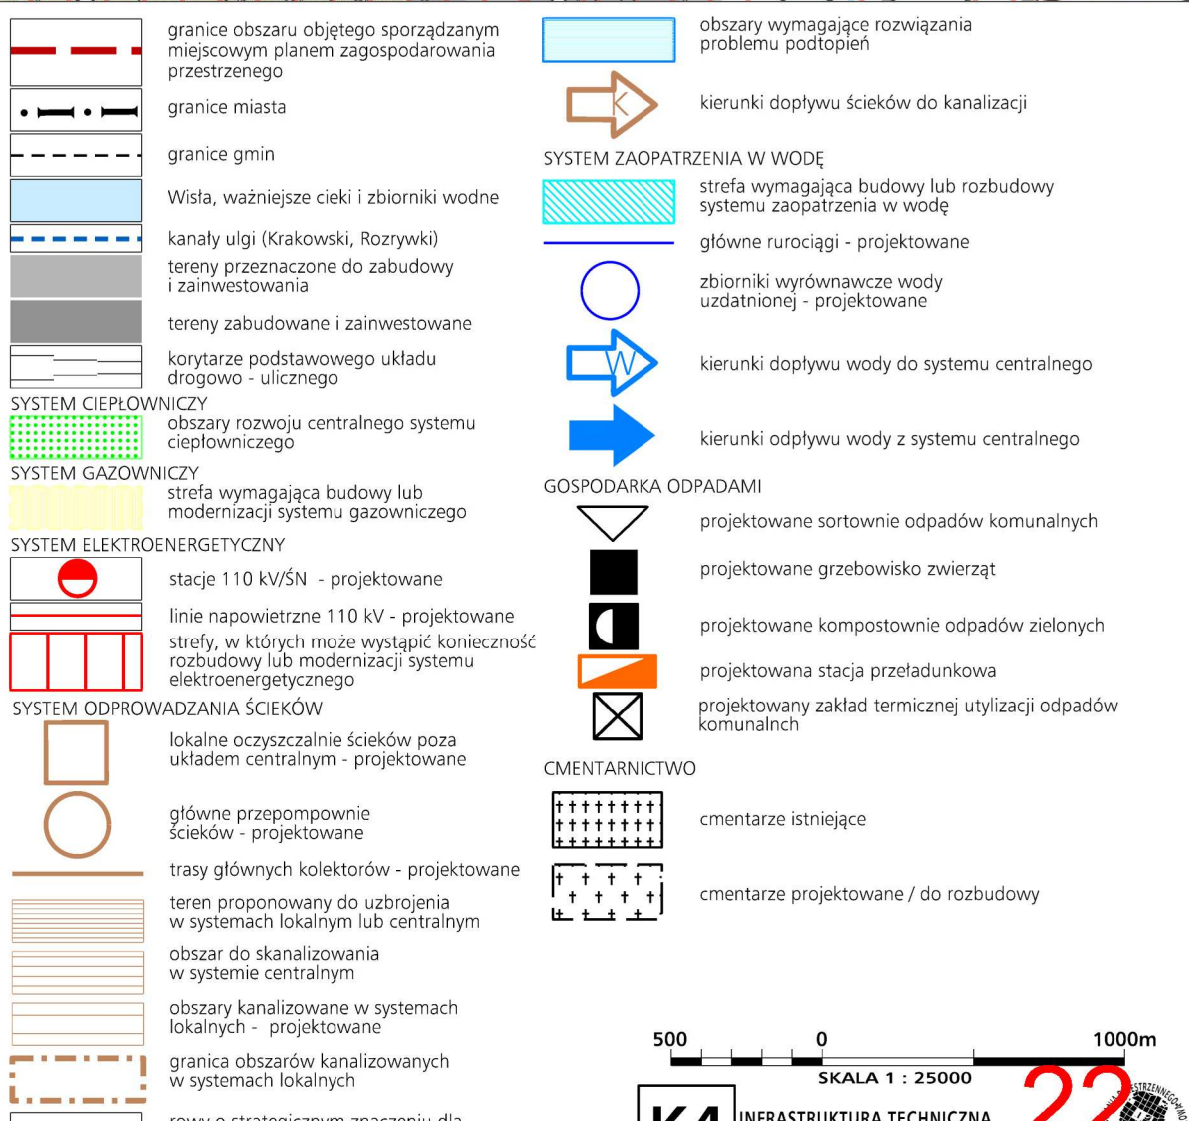 granice obszaru objętego sporządzanym
miejscowym planem zagospodarowania
przestrzenego
granice miasta
granice gmin
Wisła, ważniejsze cieki i zbiorniki wodne
kanały ulgi (Krakowski, Rozrywki)
tereny przeznaczone do zabudowy
i zainwestowania
tereny zabudowane i zainwestowane
korytarze podstawowego układu
drogowo - ulicznego
SYSTEM CIEPŁOWNICZY
obszary rozwoju centralnego systemu
ciepłowniczego
SYSTEM GAZOWNICZY
strefa wymagająca budowy lub
modernizacji systemu gazowniczego
SYSTEM ELEKTROENERGETYCZNY
stacje 110 kV/ŚN - projektowane
linie napowietrzne 110 kV - projektowane
strefy, w których może wystąpić konieczność
rozbudowy lub modernizacji systemu
elektroenergetycznego
SYSTEM ODPROWADZANIA ŚCIEKÓW
lokalne oczyszczalnie ścieków poza
układem centralnym - projektowane
główne przepompownie
ścieków - projektowane
trasy głównych kolektorów - projektowane
teren proponowany do uzbrojenia
w systemach lokalnym lub centralnym
obszar do skanalizowania
w systemie centralnym
obszary kanalizowane w systemach
lokalnych - projektowane
granica obszarów kanalizowanych
w systemach lokalnych
rowy o strategicznym znaczeniu dla
obszary wymagające rozwiązania
problemu podtopień
K
kierunki dopływu ścieków do kanalizacji
SYSTEM ZAOPATRZENIA W WODĘ
strefa wymagająca budowy lub rozbudowy
systemu zaopatrzenia w wodę
główne rurociągi - projektowane
zbiorniki wyrównawcze wody
uzdatnionej - projektowane
W
kierunki dopływu wody do systemu centralnego
kierunki odpływu wody z systemu centralnego
GOSPODARKA ODPADAMI
projektowane sortownie odpadów komunalnych
projektowane grzebowisko zwierząt
projektowane kompostownie odpadów zielonych
projektowana stacja przeładunkowa
projektowany zakład termicznej utylizacji odpadów
komunalnch
CMENTARNICTWO
cmentarze istniejące
cmentarze projektowane / do rozbudowy
500 0 1000m
SKALA 1 : 25000
K4
INFRASTRUKTURA TECHNICZNA
22